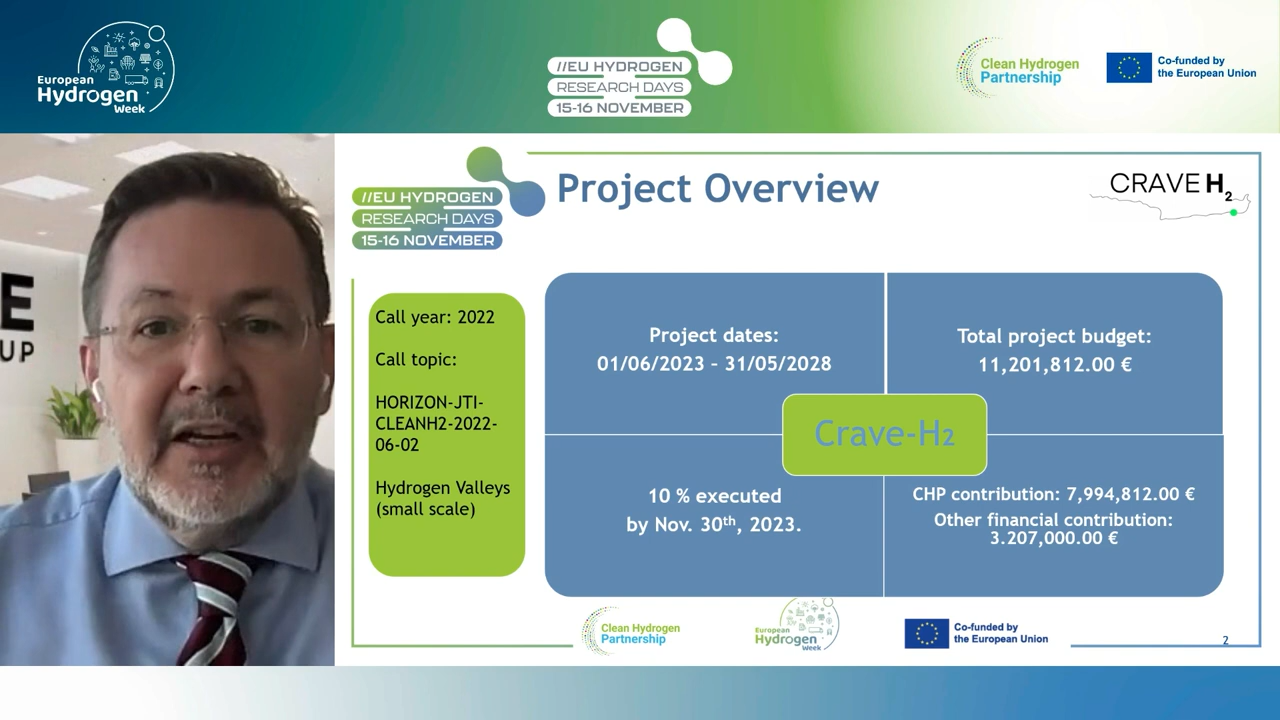 European
Hydrogen
Week
//EU HYDROGEN
RESEARCH DAYS
15-16 NOVEMBER
Clean Hydrogen
Partnership
Co-funded by
the European Union
E
UP
//EU HYDROGEN
RESEARCH DAYS
15-16 NOVEMBER
Project Overview
CRAVE H2
Call year: 2022
Call topic:
HORIZON-JTI-
CLEANH2-2022-
06-02
Hydrogen Valleys
(small scale)
Project dates:
01/06/2023 – 31/05/2028
Total project budget:
11,201,812.00 €
Crave-H₂
10 % executed
by Nov. 30th, 2023.
CHP contribution: 7,994,812.00 €
Other financial contribution:
3.207,000.00 €
Clean Hydrogen
Partnership
European
Hydrogen
Week
Co-funded by
the European Union
2